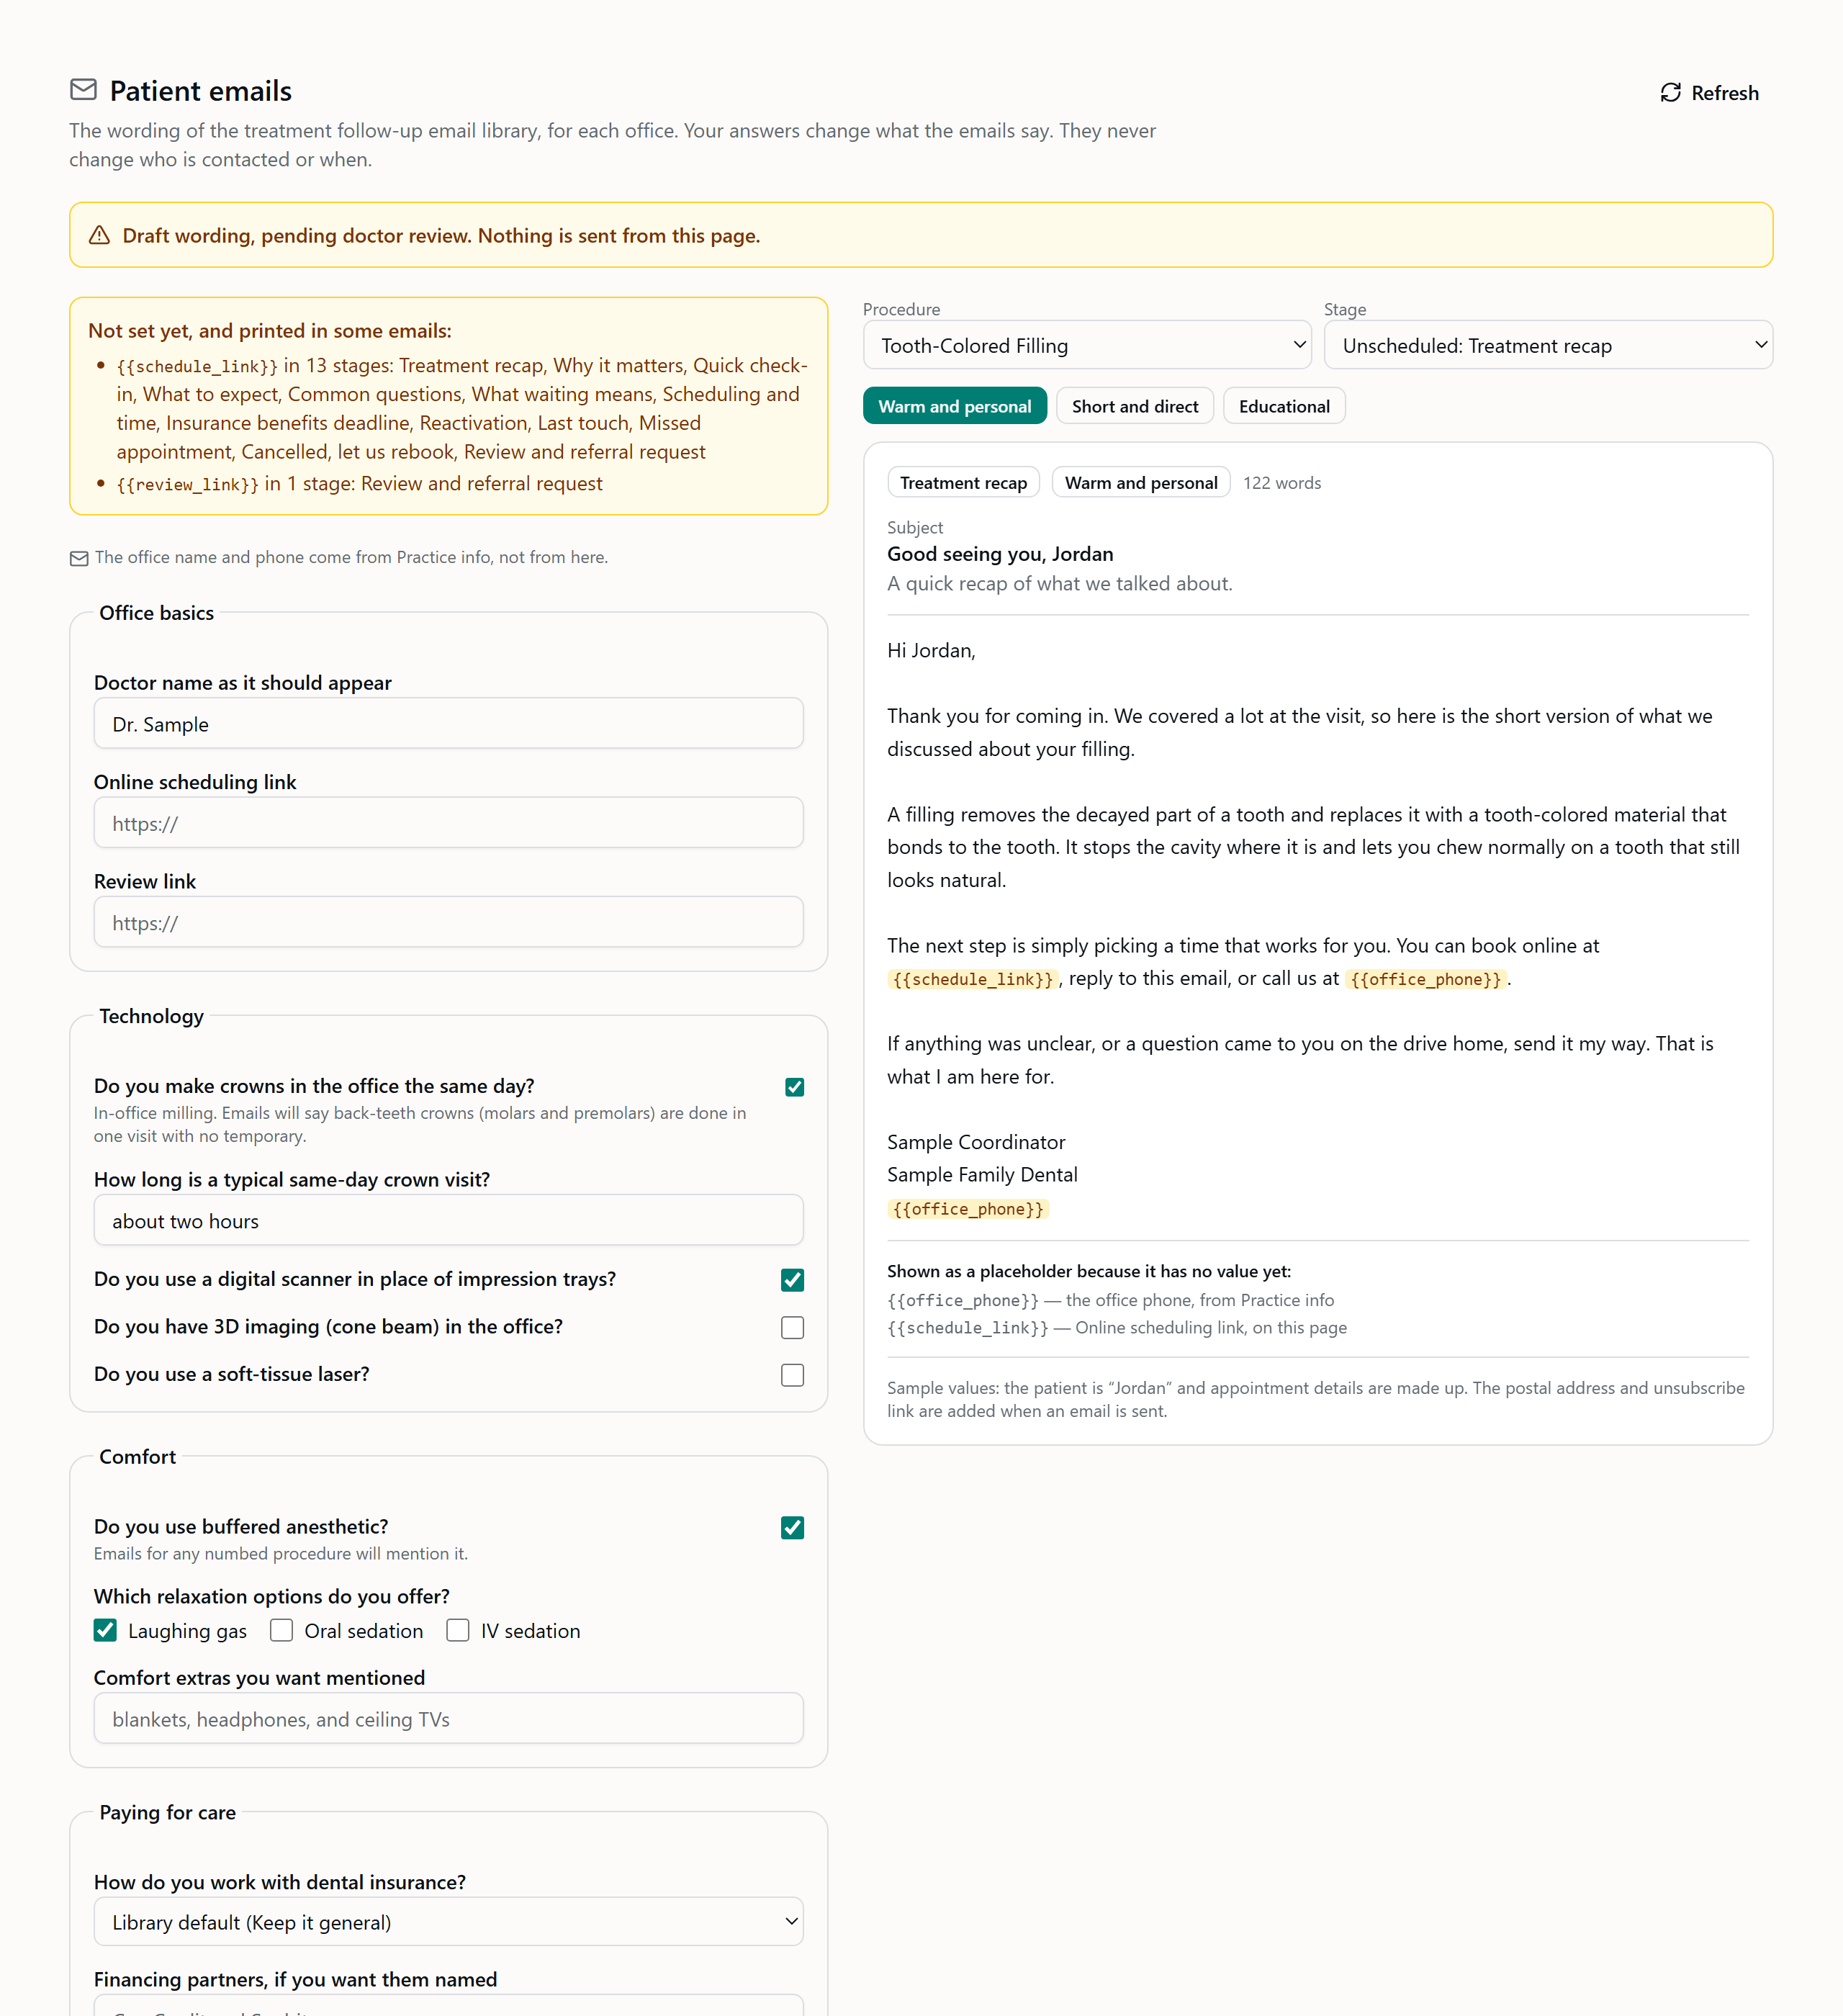 Patient emails
Refresh
The wording of the treatment follow-up email library, for each office. Your answers change what the emails say. They never
change who is contacted or when.
Draft wording, pending doctor review. Nothing is sent from this page.
Not set yet, and printed in some emails:
• {{schedule_link}} in 13 stages: Treatment recap, Why it matters, Quick check-
in, What to expect, Common questions, What waiting means, Scheduling and
time, Insurance benefits deadline, Reactivation, Last touch, Missed
appointment, Cancelled, let us rebook, Review and referral request
• {{review_link}} in 1 stage: Review and referral request
The office name and phone come from Practice info, not from here.
Office basics
Doctor name as it should appear
Dr. Sample
Online scheduling link
https://
Review link
https://
Technology
Do you make crowns in the office the same day?
In-office milling. Emails will say back-teeth crowns (molars and premolars) are done in
one visit with no temporary.
How long is a typical same-day crown visit?
about two hours
Do you use a digital scanner in place of impression trays?
Do you have 3D imaging (cone beam) in the office?
Do you use a soft-tissue laser?
Comfort
Do you use buffered anesthetic?
Emails for any numbed procedure will mention it.
Which relaxation options do you offer?
Laughing gas
Oral sedation
IV sedation
Comfort extras you want mentioned
blankets, headphones, and ceiling TVs
Paying for care
How do you work with dental insurance?
Library default (Keep it general)
Financing partners, if you want them named
Procedure
Tooth-Colored Filling
Stage
Unscheduled: Treatment recap
Warm and personal
Short and direct
Educational
Treatment recap
Warm and personal
122 words
Subject
Good seeing you, Jordan
A quick recap of what we talked about.
Hi Jordan,
Thank you for coming in. We covered a lot at the visit, so here is the short version of what we
discussed about your filling.
A filling removes the decayed part of a tooth and replaces it with a tooth-colored material that
bonds to the tooth. It stops the cavity where it is and lets you chew normally on a tooth that still
looks natural.
The next step is simply picking a time that works for you. You can book online at
{{schedule_link}}, reply to this email, or call us at {{office_phone}}.
If anything was unclear, or a question came to you on the drive home, send it my way. That is
what I am here for.
Sample Coordinator
Sample Family Dental
{{office_phone}}
Shown as a placeholder because it has no value yet:
{{office_phone}} — the office phone, from Practice info
{{schedule_link}} — Online scheduling link, on this page
Sample values: the patient is “Jordan” and appointment details are made up. The postal address and unsubscribe
link are added when an email is sent.